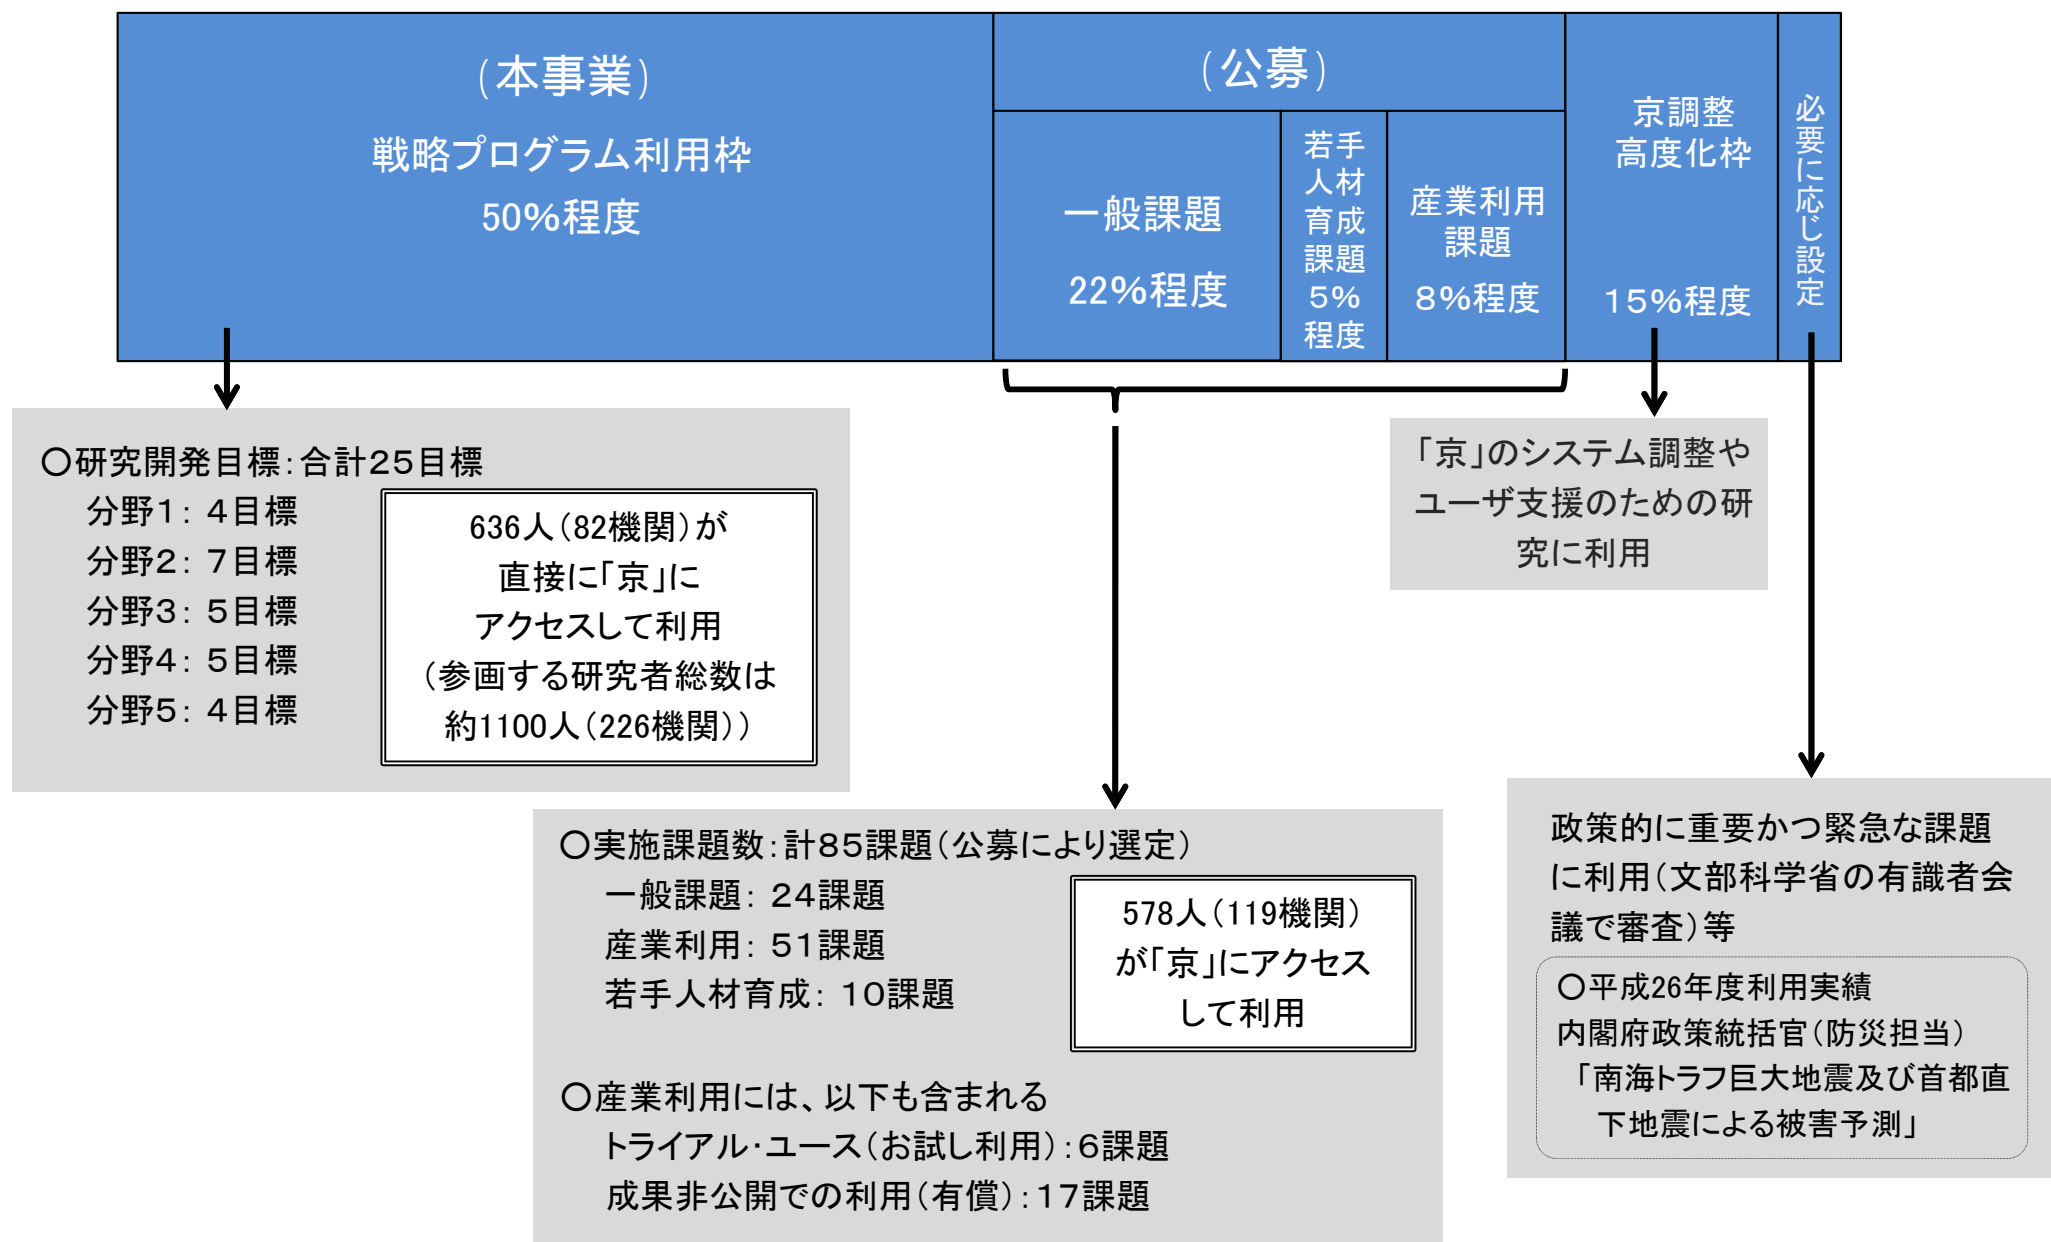 (本事業)
戦略プログラム利用枠
50%程度
(公募)
一般課題
22%程度
若手
人材
育成
課題
5%
程度
産業利用
課題
8%程度
京調整
高度化枠
15%程度
必要に応じ設定
○研究開発目標：合計25目標
分野1： 4目標
分野2： 7目標
分野3： 5目標
分野4： 5目標
分野5： 4目標
636人（82機関）が
直接に「京」に
アクセスして利用
（参画する研究者総数は
約1100人（226機関））
○実施課題数：計85課題（公募により選定）
一般課題： 24課題
産業利用： 51課題
若手人材育成： 10課題
578人（119機関）
が「京」にアクセス
して利用
○産業利用には、以下も含まれる
トライアル・ユース（お試し利用）：6課題
成果非公開での利用（有償）：17課題
「京」のシステム調整や
ユーザ支援のための研
究に利用
政策的に重要かつ緊急な課題
に利用（文部科学省の有識者会
議で審査）等
○平成26年度利用実績
内閣府政策統括官（防災担当）
「南海トラフ巨大地震及び首都直
下地震による被害予測」